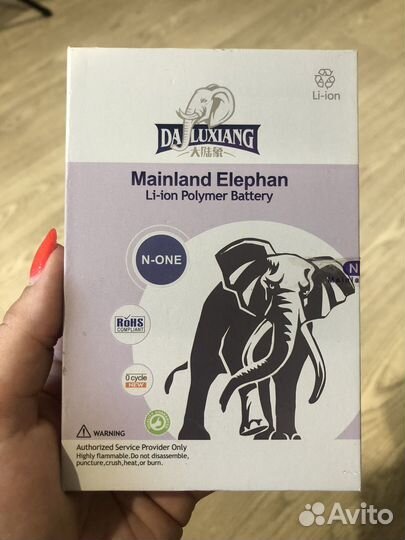 Li-ion
DA LUXIANG
大陆象
Mainland Elephan
Li-ion Polymer Battery
N-ONE
N
RoHS
COMPLIANT
0 cycle
NEW
WARNING
Authorized Service Provider Only
Highly flammable.Do not disassemble,
puncture,crush,heat,or burn.
Avito